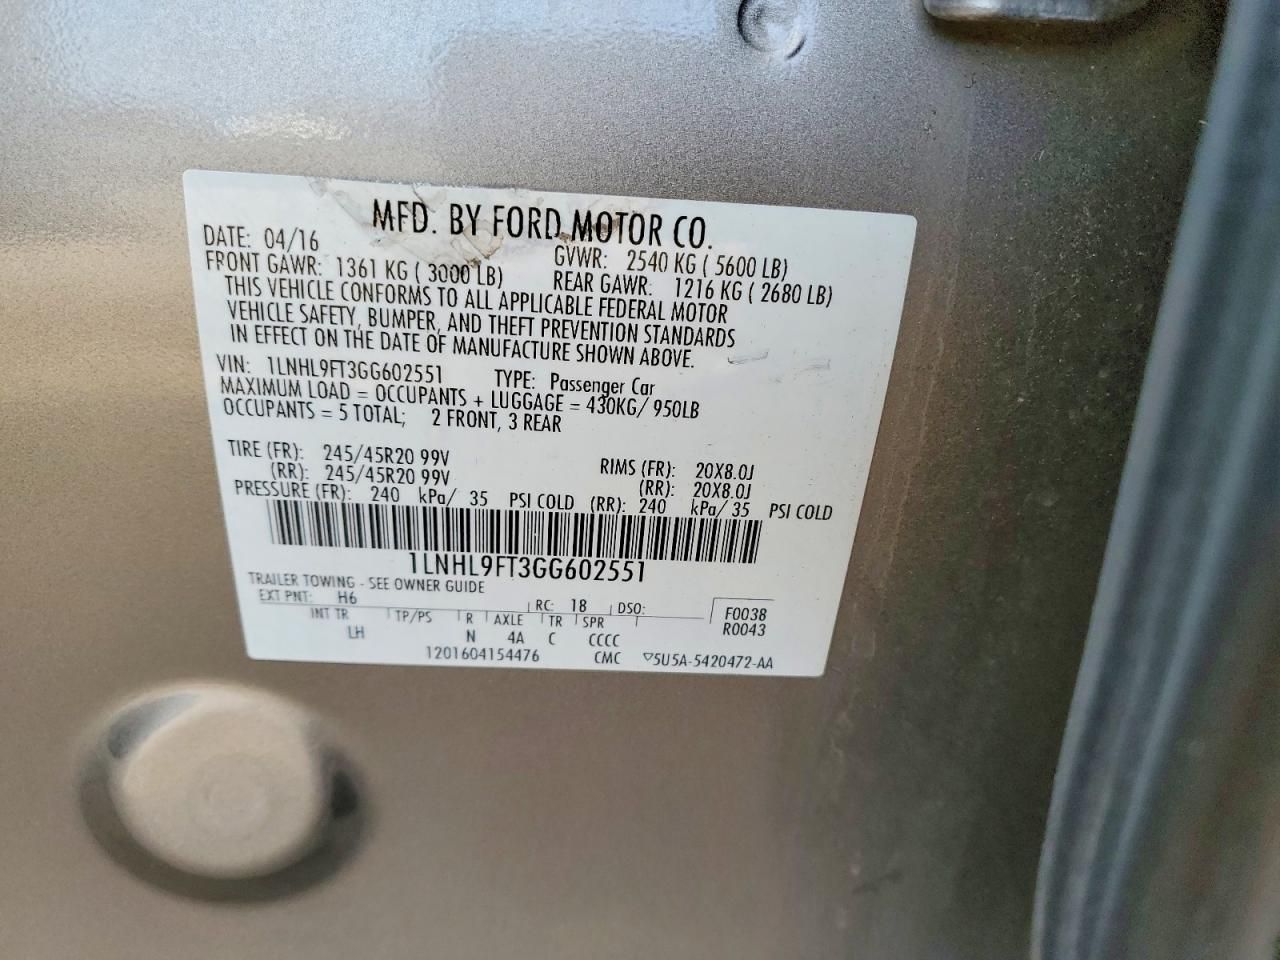 MFD. BY FORD MOTOR CO.
DATE: 04/16 GVWR: 2540 KG ( 5600 LB)
FRONT GAWR: 1361 KG ( 3000 LB) REAR GAWR: 1216 KG ( 2680 LB)
THIS VEHICLE CONFORMS TO ALL APPLICABLE FEDERAL MOTOR
VEHICLE SAFETY, BUMPER, AND THEFT PREVENTION STANDARDS
IN EFFECT ON THE DATE OF MANUFACTURE SHOWN ABOVE.
VIN: 1LNHL9FT3GG602551 TYPE: Passenger Car
MAXIMUM LOAD = OCCUPANTS + LUGGAGE = 430KG/ 950LB
OCCUPANTS = 5 TOTAL; 2 FRONT, 3 REAR
TIRE (FR): 245/45R20 99V RIMS (FR): 20X8.0J
(RR): 245/45R20 99V (RR): 20X8.0J
PRESSURE (FR): 240 kPa/ 35 PSI COLD (RR): 240 kPa/ 35 PSI COLD
1LNHL9FT3GG602551
TRAILER TOWING - SEE OWNER GUIDE
EXT PNT: H6 RC: 18 DSO: F0038
INT TR TP/PS R AXLE TR SPR R0043
LH N 4A C CCCC
1201604154476 CMC ▽5U5A-5420472-AA